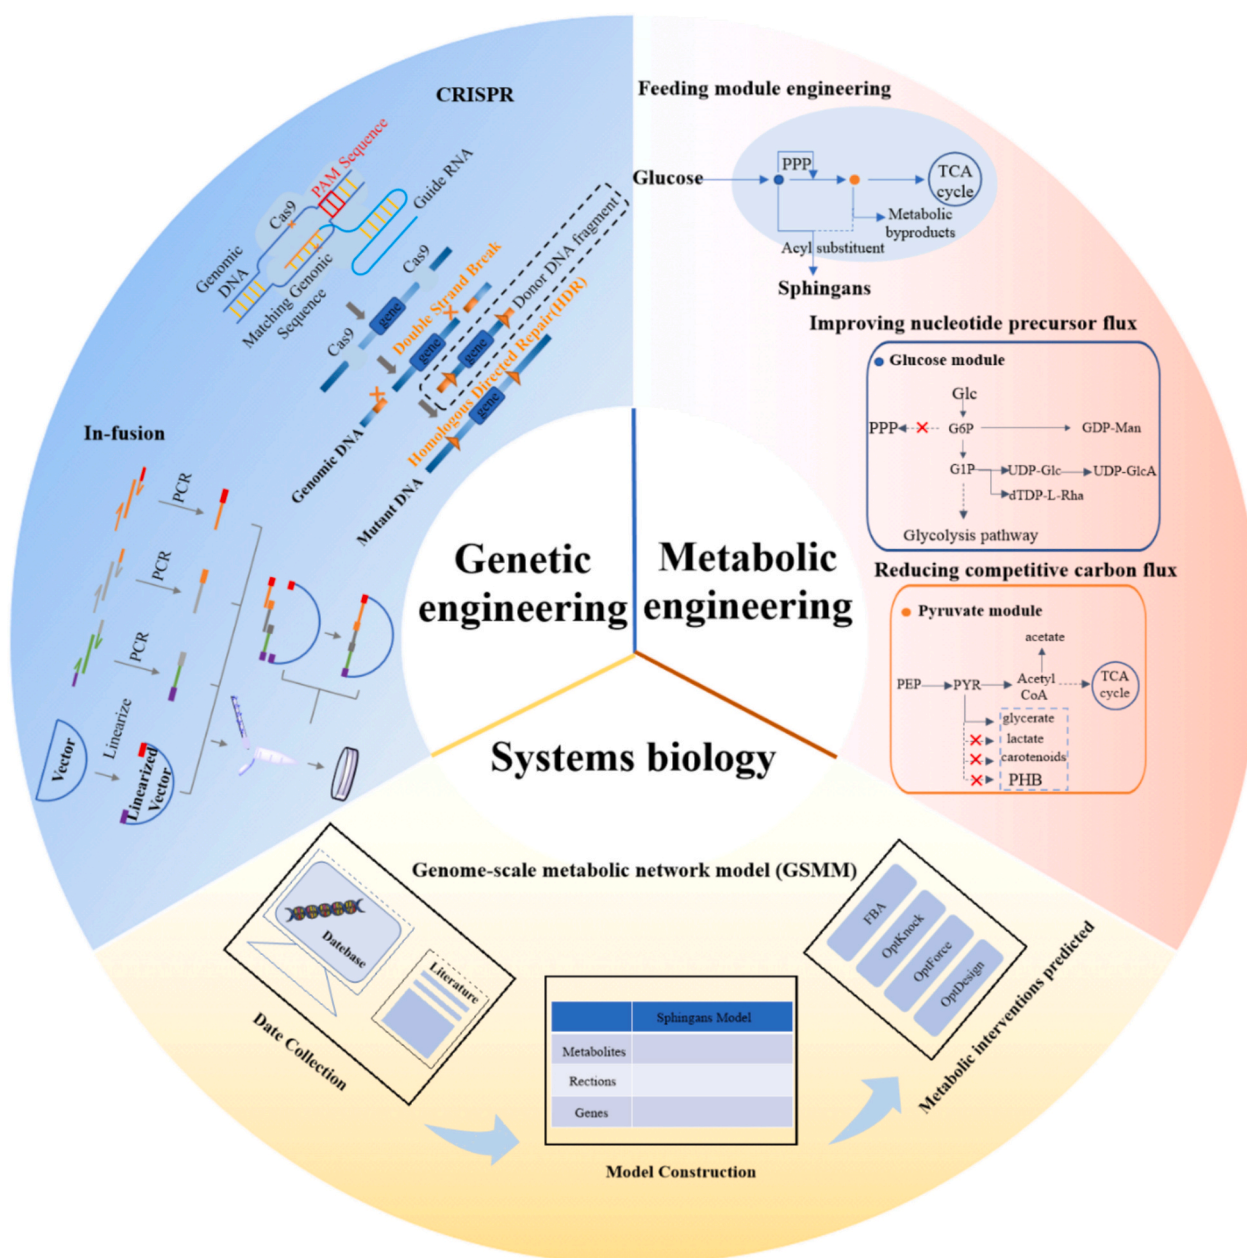 CRISPR
PAM Sequence
Cas9
Guide RNA
Genomic
DNA
Matching Genomic
Sequence
Cas9
Cas9
gene
Double Strand Break
gene
Donor DNA fragment
gene
Homologous Directed Repair(HDR)
gene
Genomic DNA
Mutant DNA
In-fusion
PCR
PCR
PCR
Linearize
Vector
Linearized
Vector
Genetic
engineering
Metabolic
engineering
Systems biology
Feeding module engineering
Glucose
PPP
TCA
cycle
Metabolic
byproducts
Acyl substituent
Sphingans
Improving nucleotide precursor flux
Glucose module
Glc
PPP
G6P
GDP-Man
G1P
UDP-Glc
UDP-GlcA
dTDP-L-Rha
Glycolysis pathway
Reducing competitive carbon flux
Pyruvate module
acetate
PEP
PYR
Acetyl
CoA
TCA
cycle
glycerate
lactate
carotenoids
PHB
Genome-scale metabolic network model (GSMM)
Datebase
Literature
Date Collection
Sphingans Model
Metabolites
Rections
Genes
Model Construction
FBA
OptKnock
OptForce
OptDesign
Metabolic interventions predicted